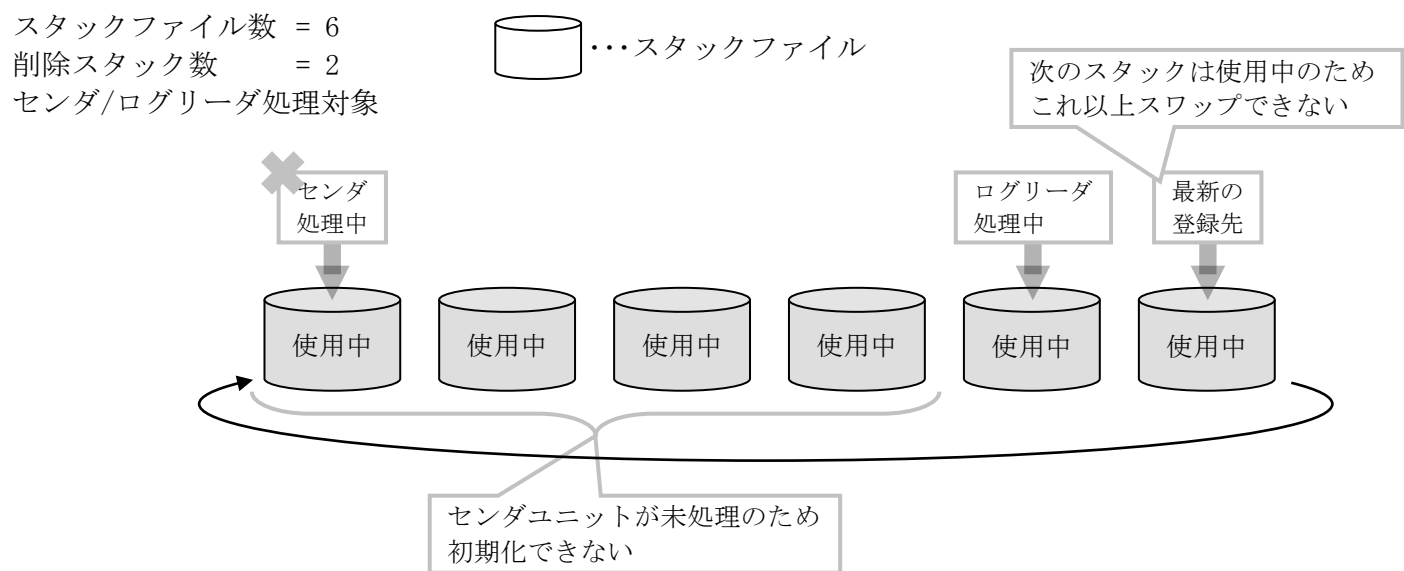 スタックファイル数 = 6
削除スタック数 = 2
センダ/ログリーダ処理対象
･･･スタックファイル
次のスタックは使用中のため
これ以上スワップできない
センダ
処理中
ログリーダ
処理中
最新の
登録先
使用中
使用中
使用中
使用中
使用中
使用中
センダユニットが未処理のため
初期化できない